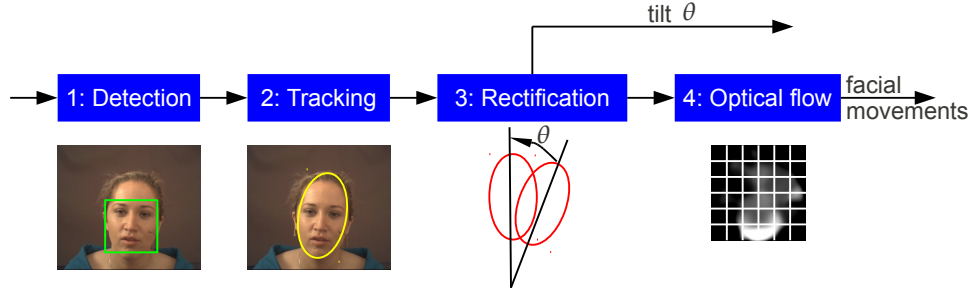 tilt θ
1: Detection
2: Tracking
3: Rectification
4: Optical flow
facial
movements
θ